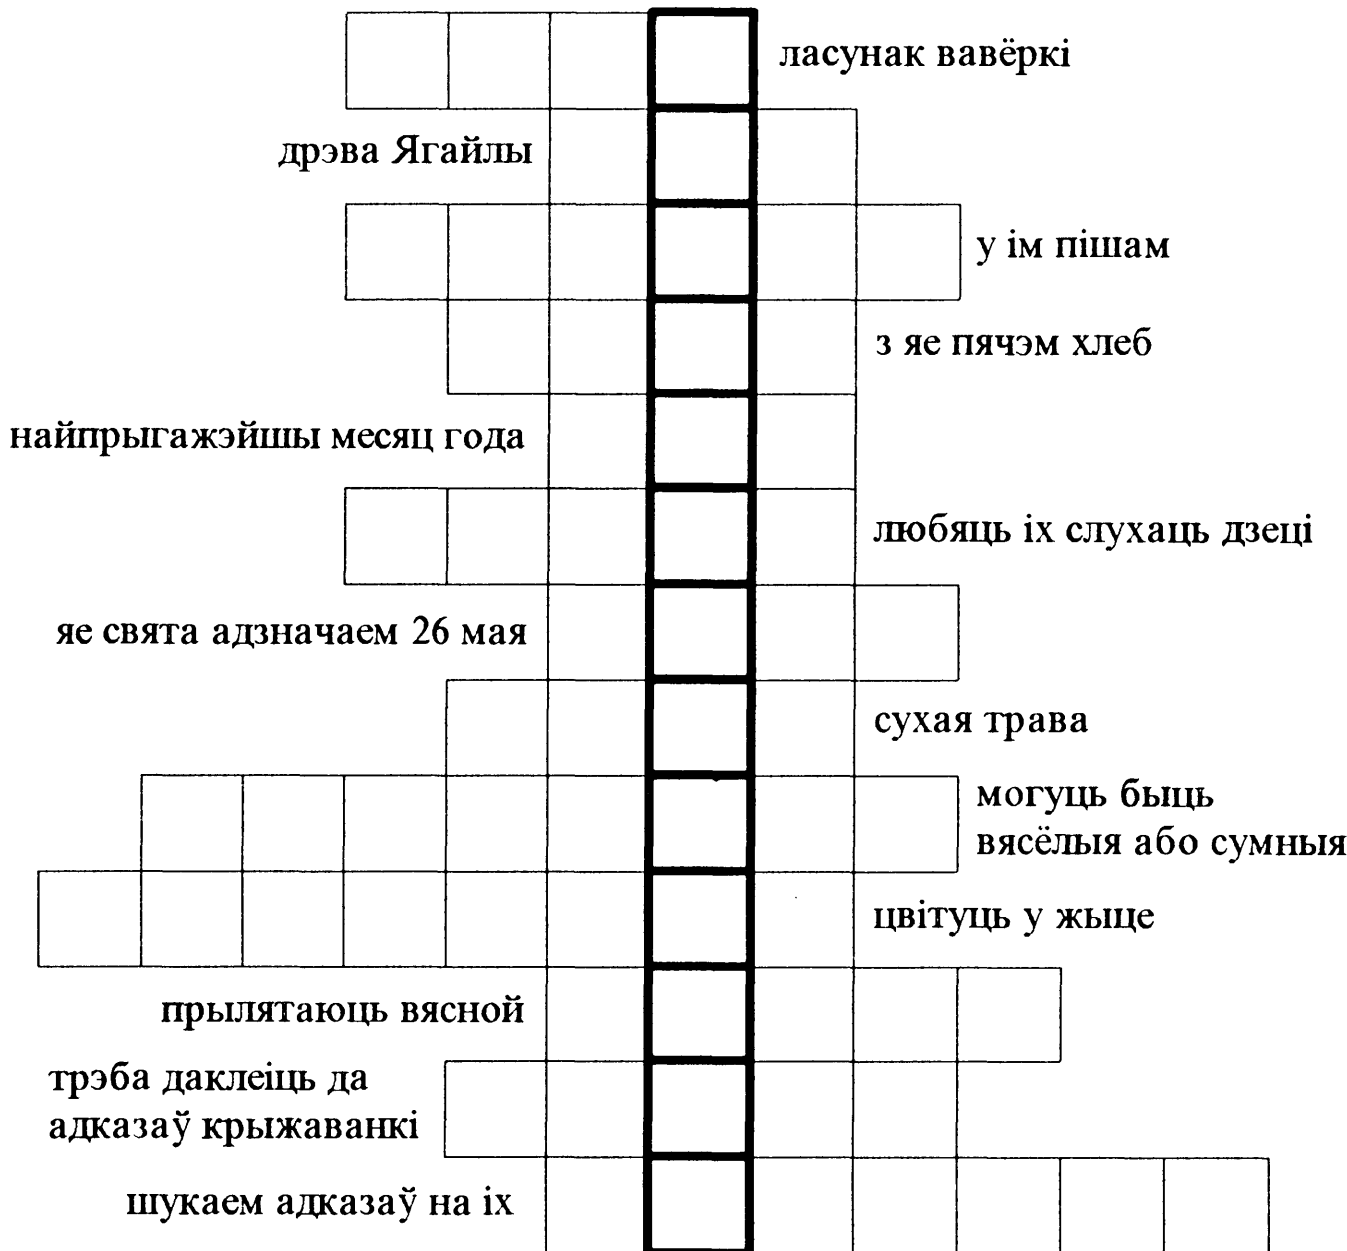 ласунак вавёркі
дрэва Ягайлы
у ім пішам
з яе пячэм хлеб
найпрыгажэйшы месяц года
любяць іх слухаць дзеці
яе свята адзначаем 26 мая
сухая трава
могуць быць
вясёлыя або сумныя
цвітуць у жыце
прылятаюць вясной
трэба даклеіць да
адказаў крыжаванкі
шукаем адказаў на іх